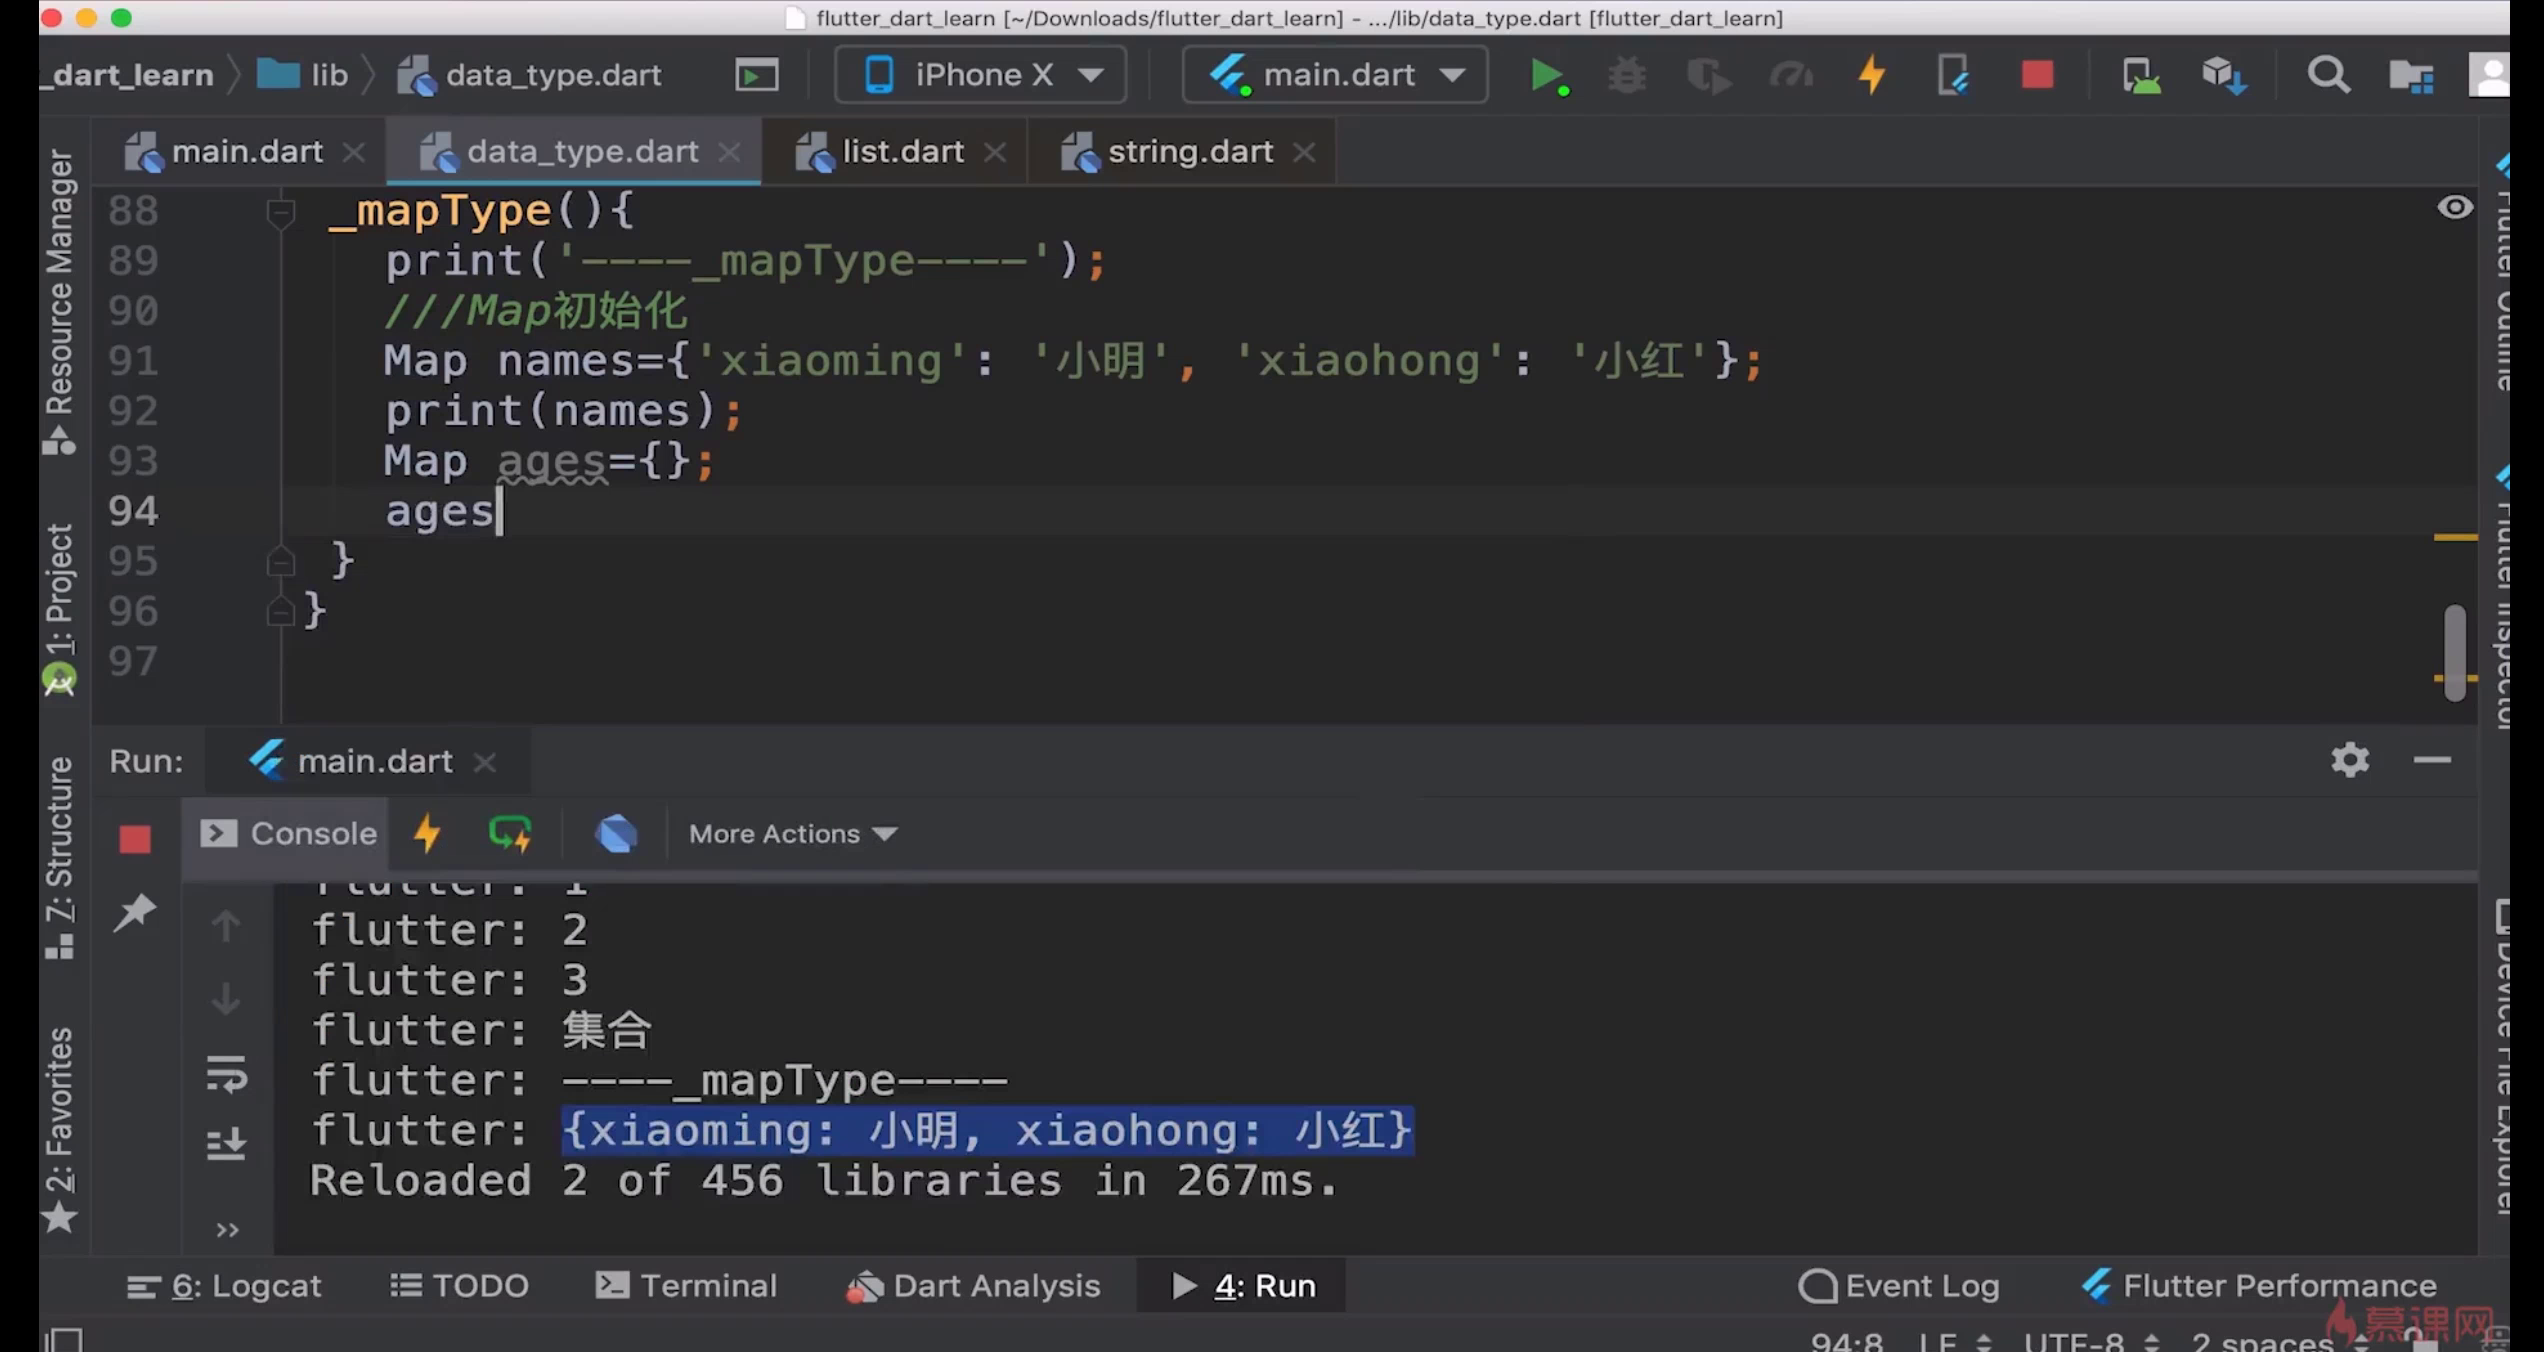 flutter_dart_learn [~/Downloads/flutter_dart_learn] - .../lib/data_type.dart [flutter_dart_learn]
_dart_learn lib data_type.dart iPhone X main.dart
main.dart data_type.dart list.dart string.dart
Resource Manager
1: Project
7: Structure
2: Favorites
88 _mapType(){
89 print('----_mapType----');
90 ///Map初始化
91 Map names={'xiaoming': '小明', 'xiaohong': '小红'};
92 print(names);
93 Map ages={};
94 ages
95 }
96 }
97
Flutter Outline
Flutter Inspector
Device File Explorer
Run: main.dart
Console More Actions
flutter: 1
flutter: 2
flutter: 3
flutter: 集合
flutter: ----_mapType----
flutter: {xiaoming: 小明, xiaohong: 小红}
Reloaded 2 of 456 libraries in 267ms.
6: Logcat TODO Terminal Dart Analysis 4: Run Event Log Flutter Performance
94:8 LF UTF-8 2 spaces
慕课网